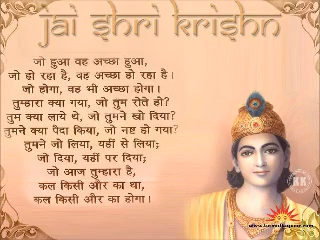 JAI SHRI KRISHN
जो हुआ वह अच्छा हुआ,
जो हो रहा है, वह अच्छा हो रहा है।
जो होगा, वह भी अच्छा होगा।
तुम्हारा क्या गया, जो तुम रोते हो?
तुम क्या लाये थे, जो तुमने खो दिया?
तुमने क्या पैदा किया, जो नष्ट हो गया?
तुमने जो लिया, यहीं से लिया;
जो दिया, यहीं पर दिया;
जो आज तुम्हारा है,
कल किसी और का था,
कल किसी और का होगा।
KK